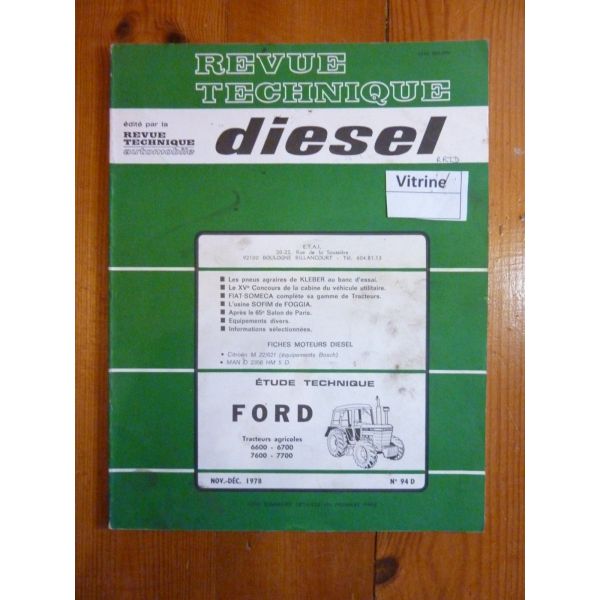 REVUE
TECHNIQUE
édité par la
REVUE
TECHNIQUE
automobile
diesel
RRTD
Vitrine
E.T.A.I.
20-22, Rue de la Saussière
92100 BOULOGNE BILLANCOURT - Tél. 604.81.13
Les pneus agraires de KLEBER au banc d'essai.
Le XVe Concours de la cabine du véhicule utilitaire.
FIAT-SOMECA complète sa gamme de Tracteurs.
L'usine SOFIM de FOGGIA.
Après le 65e Salon de Paris.
Equipements divers.
Informations sélectionnées.
FICHES MOTEURS DIESEL
• Citroën M 22/621 (équipements Bosch)
• MAN D 2356 HM 5 D
ÉTUDE TECHNIQUE
FORD
Tracteurs agricoles
6600 - 6700
7600 - 7700
NOV.-DÉC. 1978
N° 94 D